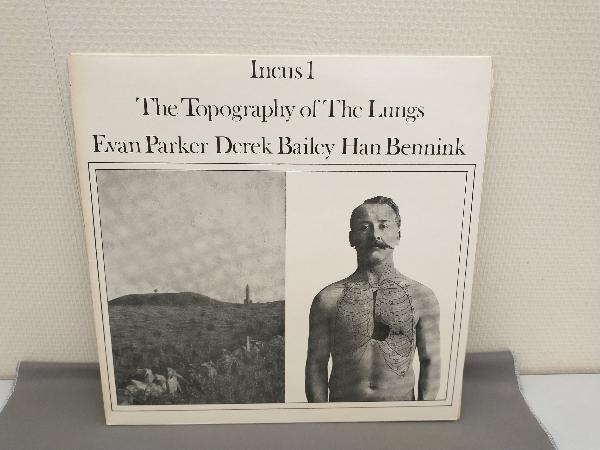 Incus 1
The Topography of The Lungs
Evan Parker Derek Bailey Han Bennink